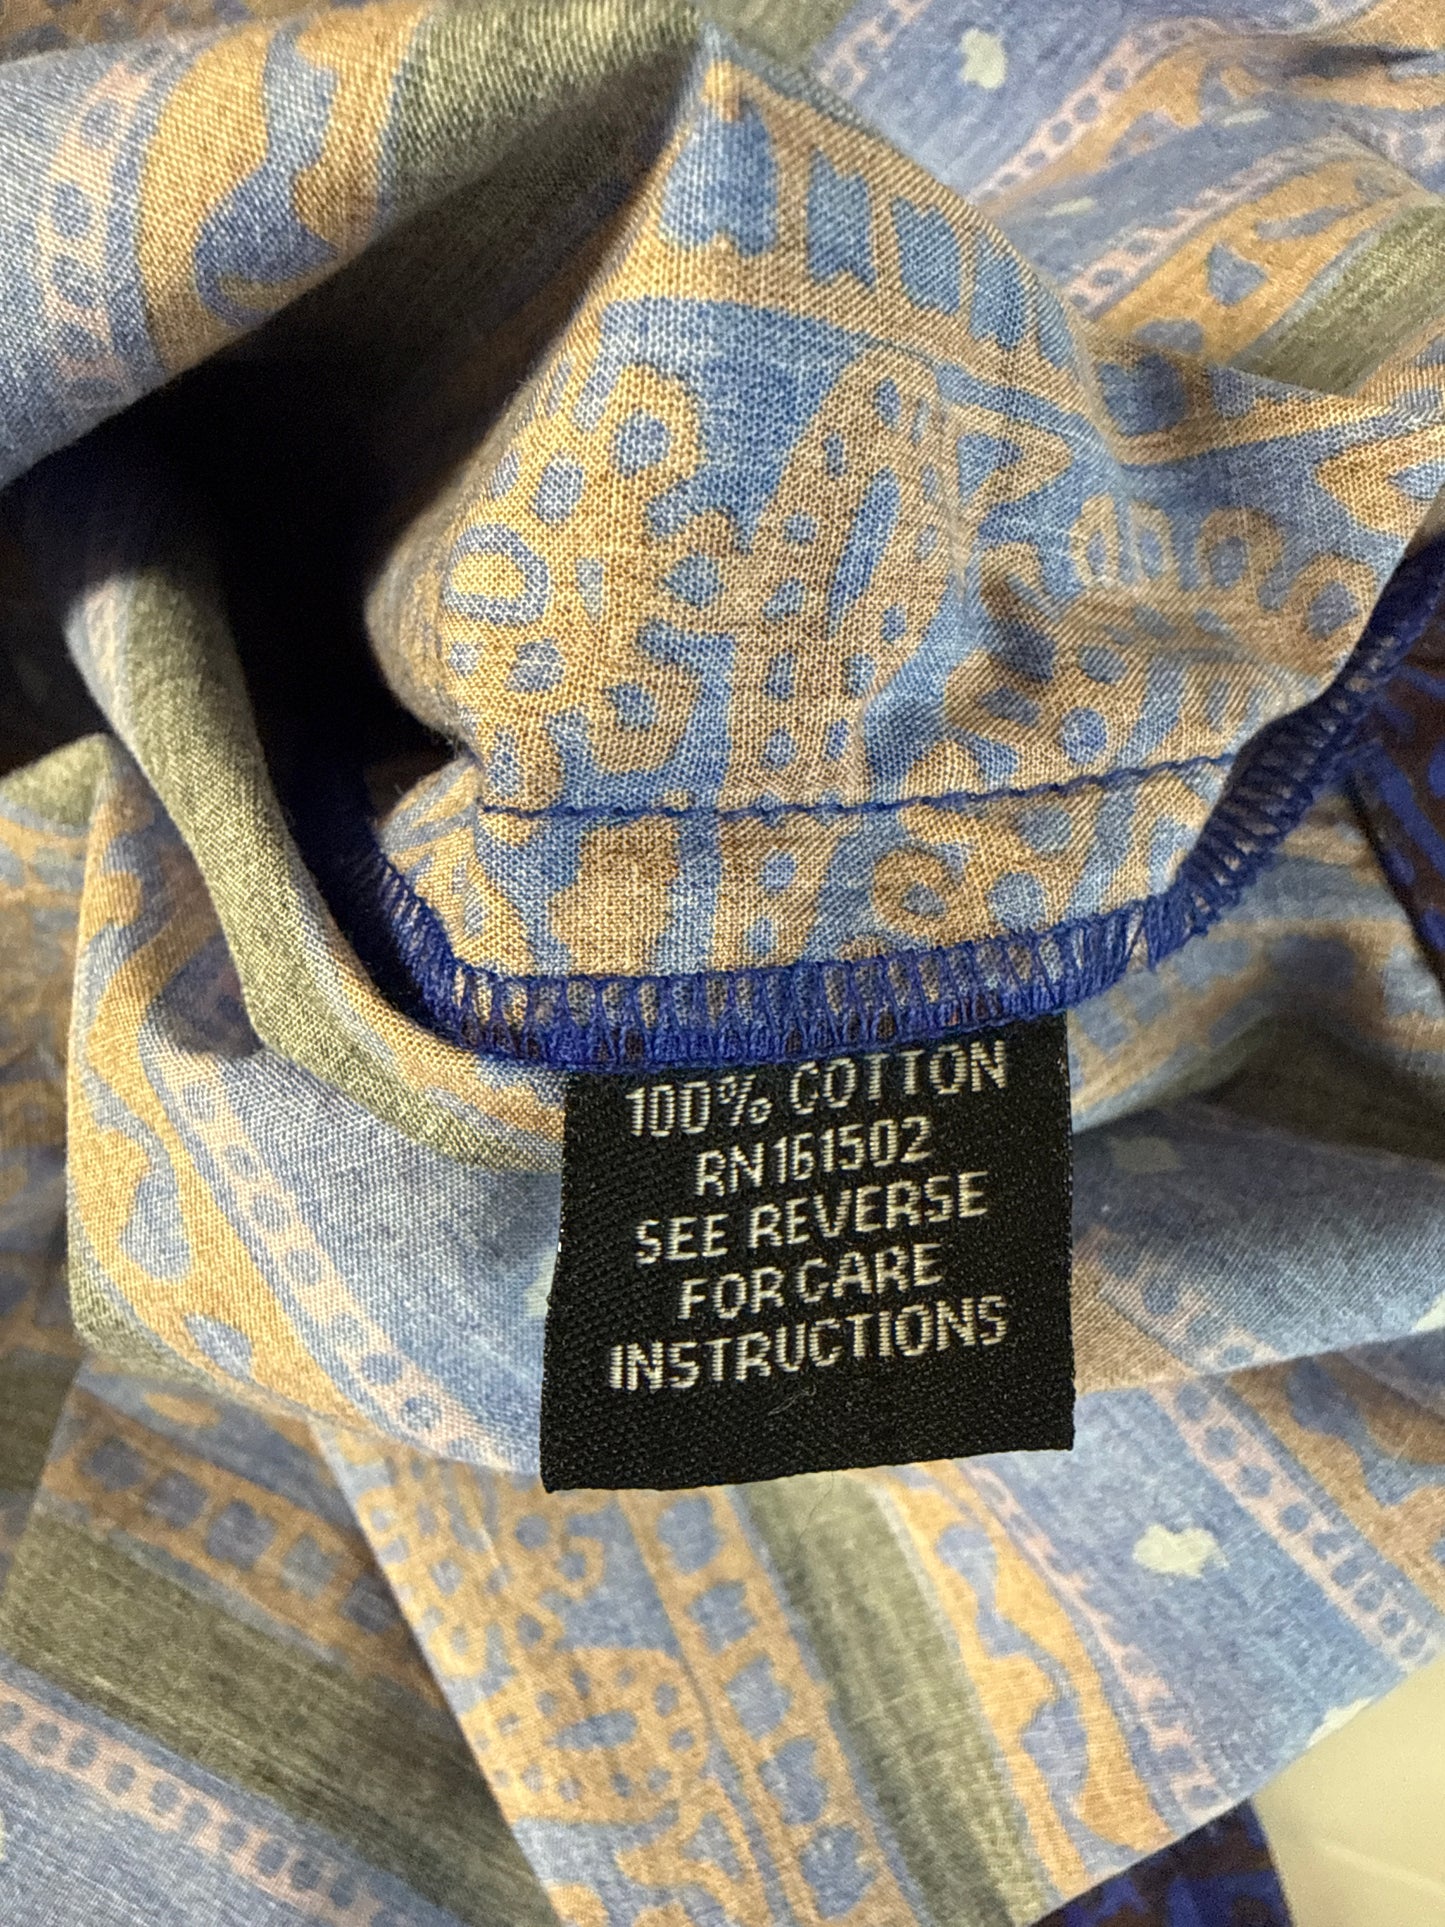 100% COTTON
RN161502
SEE REVERSE
FOR CARE
INSTRUCTIONS